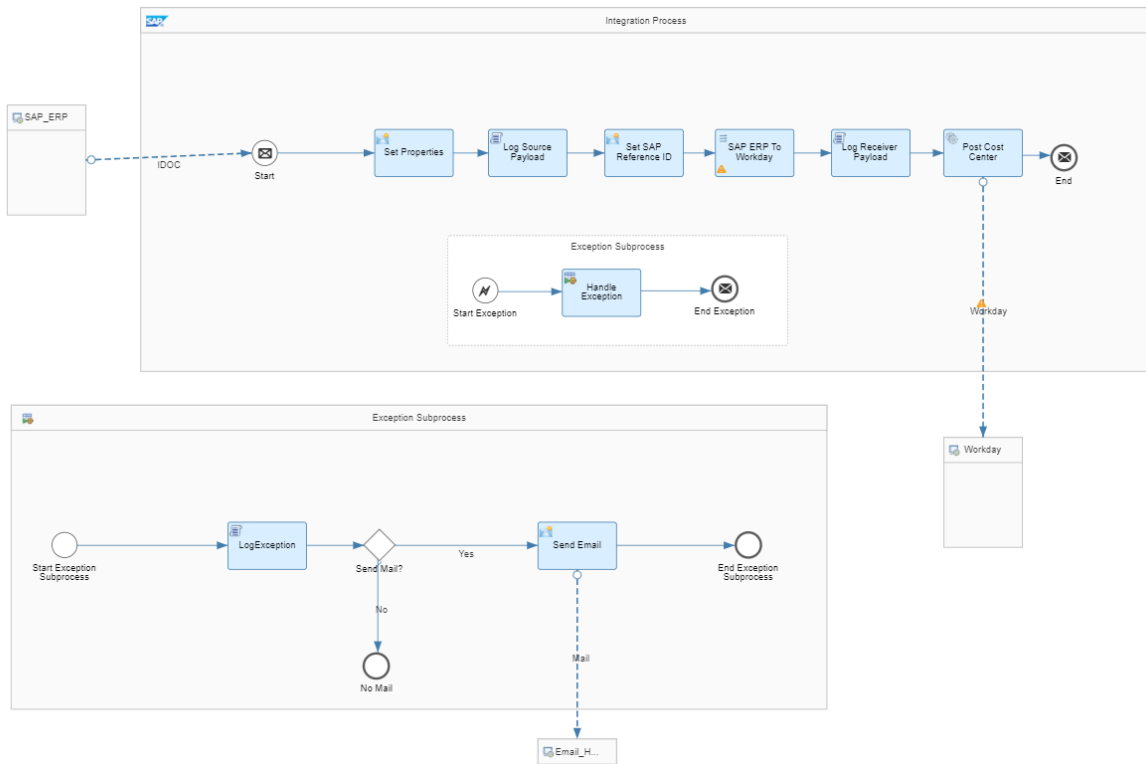 SAP
Integration Process
SAP_ERP
IDOC
Start
Set Properties
Log Source
Payload
Set SAP
Reference ID
SAP ERP To
Workday
Log Receiver
Payload
Post Cost
Center
End
Exception Subprocess
Start Exception
Handle
Exception
End Exception
Workday
Workday
Exception Subprocess
Start Exception
Subprocess
LogException
Send Mail?
Yes
No
No Mail
Send Email
End Exception
Subprocess
Mail
Email_H...